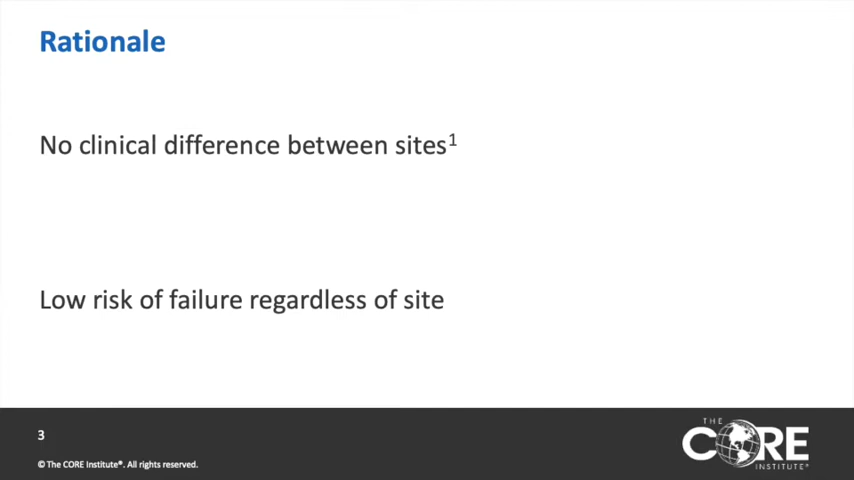 Rationale
No clinical difference between sites¹
Low risk of failure regardless of site
3
© The CORE Institute®. All rights reserved.
THE
CORE
INSTITUTE®